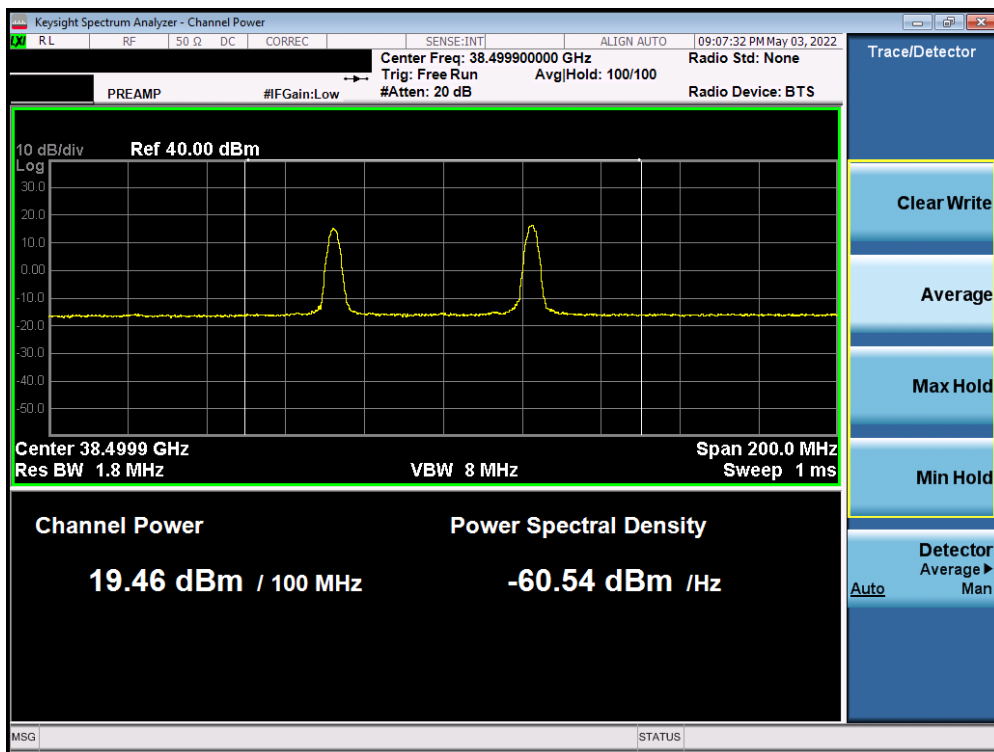 Keysight Spectrum Analyzer - Channel Power
LXI RL RF 50 Ω DC CORREC SENSE:INT ALIGN AUTO 09:07:32 PM May 03, 2022
Center Freq: 38.499900000 GHz Radio Std: None
Trig: Free Run Avg|Hold: 100/100
PREAMP #IFGain:Low #Atten: 20 dB Radio Device: BTS
10 dB/div Ref 40.00 dBm
Log
30.0
20.0
10.0
0.00
-10.0
-20.0
-30.0
-40.0
-50.0
Center 38.4999 GHz Span 200.0 MHz
Res BW 1.8 MHz VBW 8 MHz Sweep 1 ms
Channel Power Power Spectral Density
19.46 dBm / 100 MHz -60.54 dBm /Hz
MSG STATUS
Trace/Detector
Clear Write
Average
Max Hold
Min Hold
Detector
Average
Auto Man